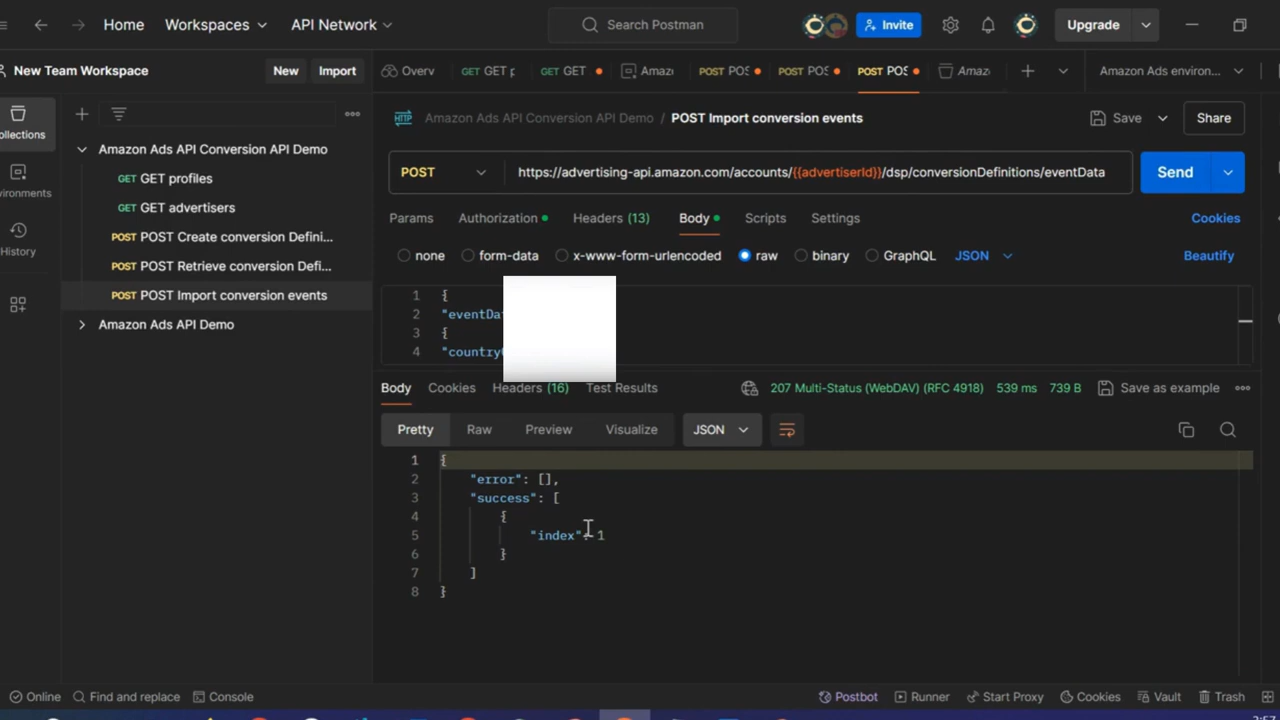 Home Workspaces API Network Search Postman Invite Upgrade
New Team Workspace New Import Overv GET GET GET POS POS POS + Amazon Ads environ...
Amazon Ads API Conversion API Demo / POST Import conversion events Save Share
Amazon Ads API Conversion API Demo
GET GET profiles
GET GET advertisers
POST POST Create conversion Defini...
POST POST Retrieve conversion Defi...
POST POST Import conversion events
Amazon Ads API Demo
History
POST https://advertising-api.amazon.com/accounts/{{advertiserId}}/dsp/conversionDefinitions/eventData Send
Params Authorization Headers (13) Body Scripts Settings Cookies
none form-data x-www-form-urlencoded raw binary GraphQL JSON Beautify
1 {
2 "eventDa
3 {
4 "country
Body Cookies Headers (16) Test Results 207 Multi-Status (WebDAV) (RFC 4918) 539 ms 739 B Save as example
Pretty Raw Preview Visualize JSON
1 {
2 "error": [],
3 "success": [
4 {
5 "index": 1
6 }
7 ]
8 }
Online Find and replace Console Postbot Runner Start Proxy Cookies Vault Trash